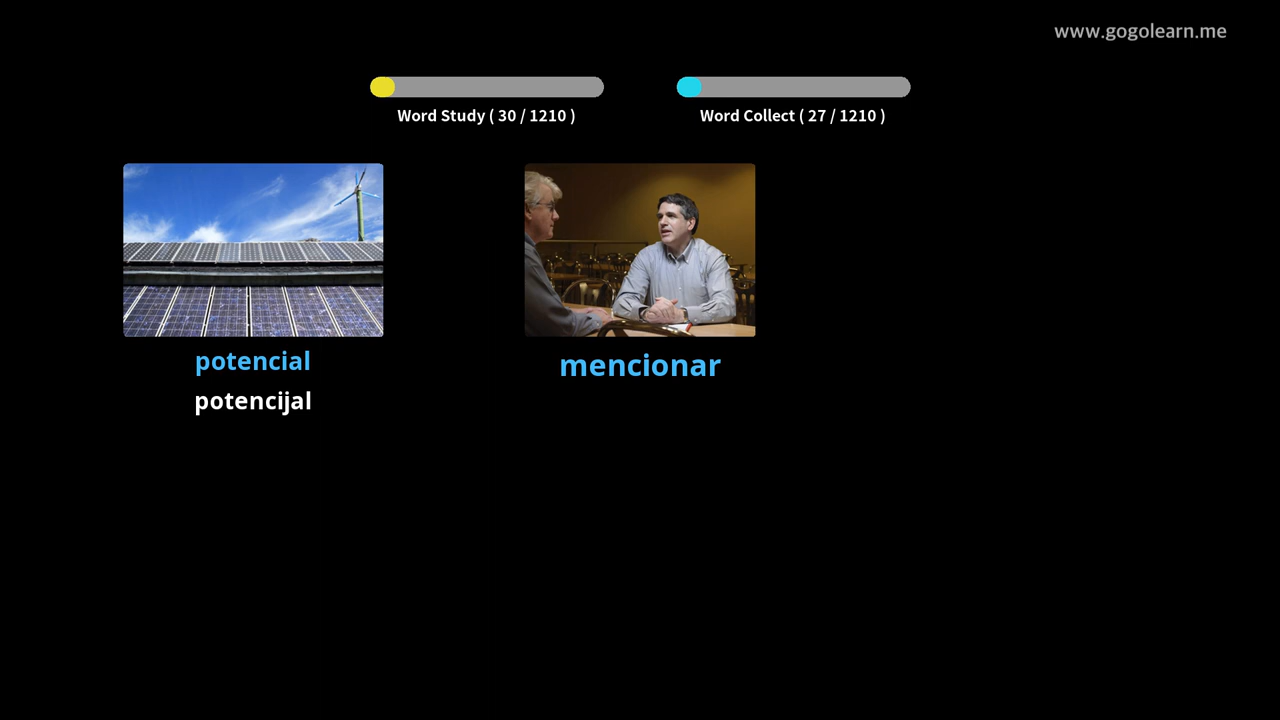 www.gogolearn.me
Word Study ( 30 / 1210 )
Word Collect ( 27 / 1210 )
potencial
potencijal
mencionar